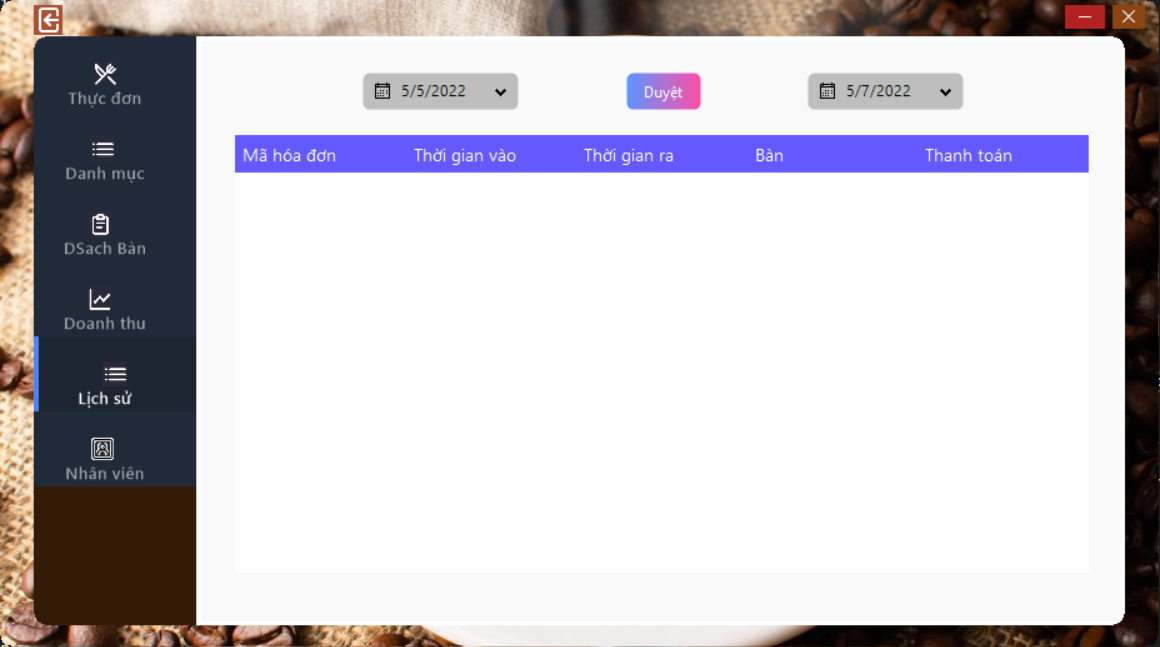 Thực đơn
Danh mục
DSach Bàn
Doanh thu
Lịch sử
Nhân viên
5/5/2022
Duyệt
5/7/2022
Mã hóa đơn Thời gian vào Thời gian ra Bàn Thanh toán